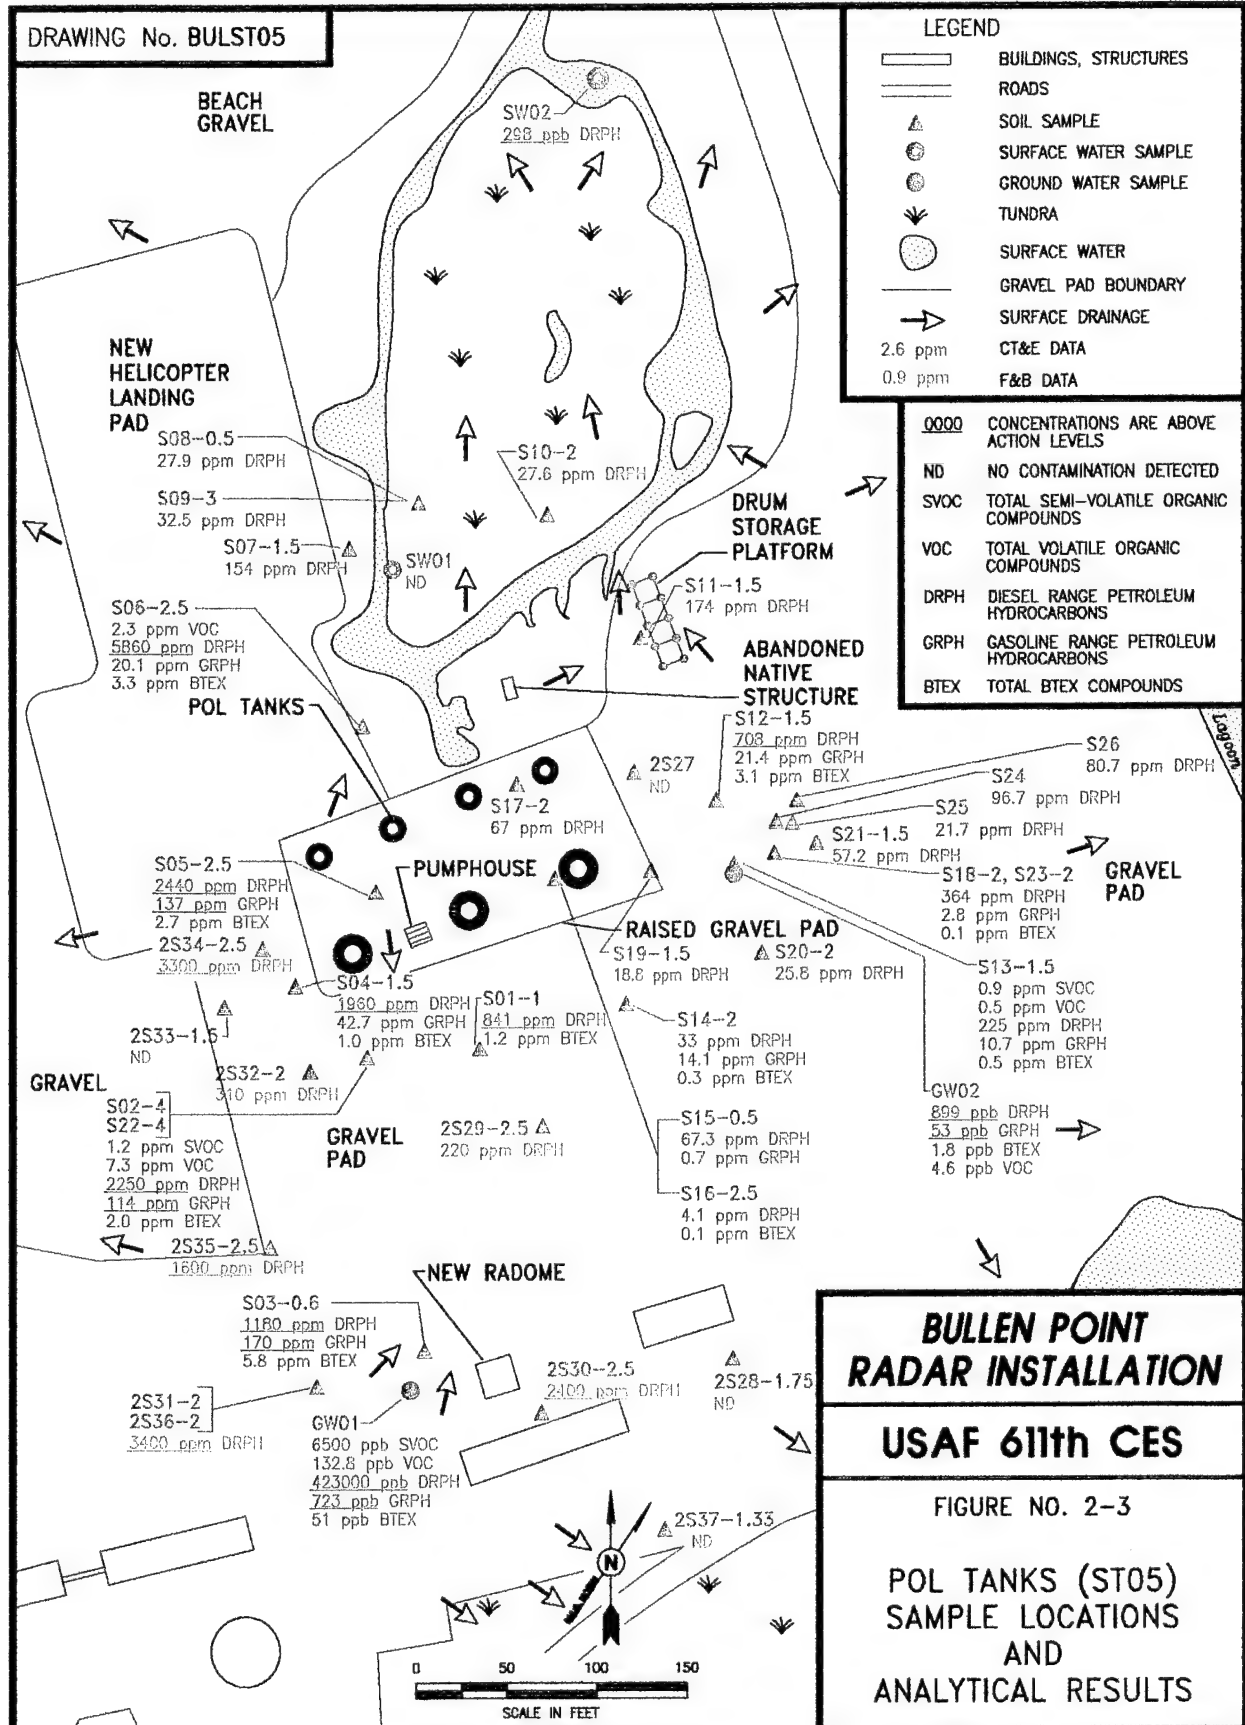 DRAWING No. BULST05
BEACH
GRAVEL
SW02
298 ppb DRPH
LEGEND
BUILDINGS, STRUCTURES
ROADS
SOIL SAMPLE
SURFACE WATER SAMPLE
GROUND WATER SAMPLE
TUNDRA
SURFACE WATER
GRAVEL PAD BOUNDARY
SURFACE DRAINAGE
2.6 ppm CT&E DATA
0.9 ppm F&B DATA
0000 CONCENTRATIONS ARE ABOVE
ACTION LEVELS
ND NO CONTAMINATION DETECTED
SVOC TOTAL SEMI-VOLATILE ORGANIC
COMPOUNDS
VOC TOTAL VOLATILE ORGANIC
COMPOUNDS
DRPH DIESEL RANGE PETROLEUM
HYDROCARBONS
GRPH GASOLINE RANGE PETROLEUM
HYDROCARBONS
BTEX TOTAL BTEX COMPOUNDS
NEW
HELICOPTER
LANDING
PAD
S08-0.5
27.9 ppm DRPH
S09-3
32.5 ppm DRPH
S07-1.5
154 ppm DRPH
SW01
ND
S10-2
27.6 ppm DRPH
DRUM
STORAGE
PLATFORM
S11-1.5
174 ppm DRPH
S06-2.5
2.3 ppm VOC
5860 ppm DRPH
20.1 ppm GRPH
3.3 ppm BTEX
POL TANKS
ABANDONED
NATIVE
STRUCTURE
S12-1.5
708 ppm DRPH
21.4 ppm GRPH
3.1 ppm BTEX
Lagoon
2S27
ND
S26
80.7 ppm DRPH
S24
96.7 ppm DRPH
S25
21.7 ppm DRPH
S21-1.5
57.2 ppm DRPH
S17-2
67 ppm DRPH
S05-2.5
2440 ppm DRPH
137 ppm GRPH
2.7 ppm BTEX
PUMPHOUSE
S18-2, S23-2
364 ppm DRPH
2.8 ppm GRPH
0.1 ppm BTEX
GRAVEL
PAD
RAISED GRAVEL PAD
2S34-2.5
3300 ppm DRPH
S19-1.5
18.8 ppm DRPH
S20-2
25.8 ppm DRPH
S04-1.5
1960 ppm DRPH
42.7 ppm GRPH
1.0 ppm BTEX
S01-1
841 ppm DRPH
1.2 ppm BTEX
S13-1.5
0.9 ppm SVOC
0.5 ppm VOC
225 ppm DRPH
10.7 ppm GRPH
0.5 ppm BTEX
2S33-1.5
ND
S14-2
33 ppm DRPH
14.1 ppm GRPH
0.3 ppm BTEX
2S32-2
310 ppm DRPH
GRAVEL
S02-4
S22-4
1.2 ppm SVOC
7.3 ppm VOC
2250 ppm DRPH
114 ppm GRPH
2.0 ppm BTEX
GRAVEL
PAD
2S29-2.5
220 ppm DRPH
S15-0.5
67.3 ppm DRPH
0.7 ppm GRPH
S16-2.5
4.1 ppm DRPH
0.1 ppm BTEX
GW02
899 ppb DRPH
53 ppb GRPH
1.8 ppb BTEX
4.6 ppb VOC
2S35-2.5
1600 ppm DRPH
NEW RADOME
S03-0.6
1180 ppm DRPH
170 ppm GRPH
5.8 ppm BTEX
2S31-2
2S36-2
3400 ppm DRPH
GW01
6500 ppb SVOC
132.8 ppb VOC
423000 ppb DRPH
723 ppb GRPH
51 ppb BTEX
2S30-2.5
2400 ppm DRPH
2S28-1.75
ND
2S37-1.33
ND
N
0 50 100 150
SCALE IN FEET
BULLEN POINT
RADAR INSTALLATION
USAF 611th CES
FIGURE NO. 2-3
POL TANKS (ST05)
SAMPLE LOCATIONS
AND
ANALYTICAL RESULTS